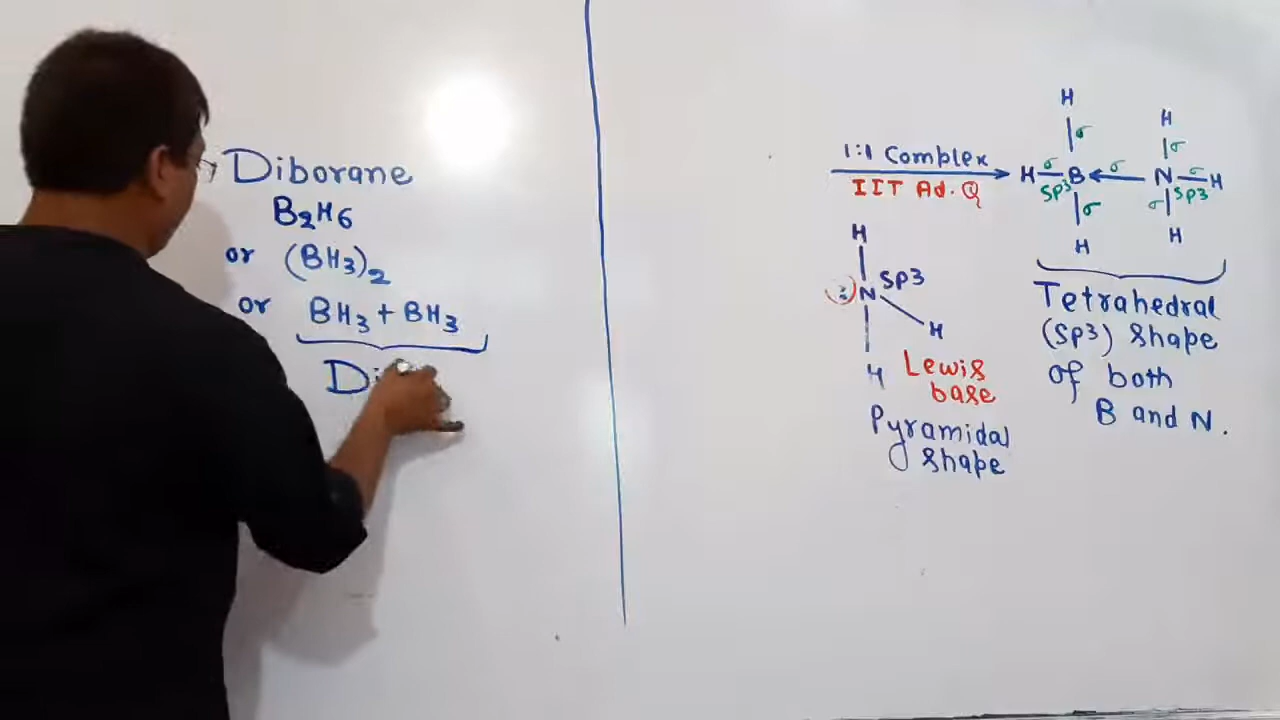 Diborane
B2H6
or (BH3)2
or BH3 + BH3
1:1 Complex
IIT Ad. Q
H
σ
H σ B ← σ N σ H
sp3 σ σ sp3
H H
H
σ
H
:N sp3
H
H
Lewis
base
Pyramidal
shape
Tetrahedral
(sp3) shape
of both
B and N.